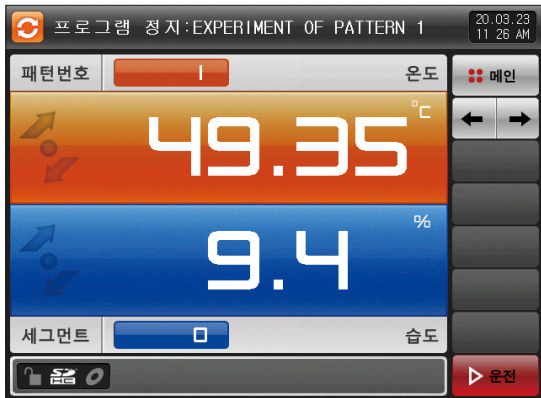 프로그램 정지:EXPERIMENT OF PATTERN 1
20.03.23
11 26 AM
패턴번호 1 온도
메인
℃
49.35
%
9.4
세그먼트 0 습도
SD HC
운전